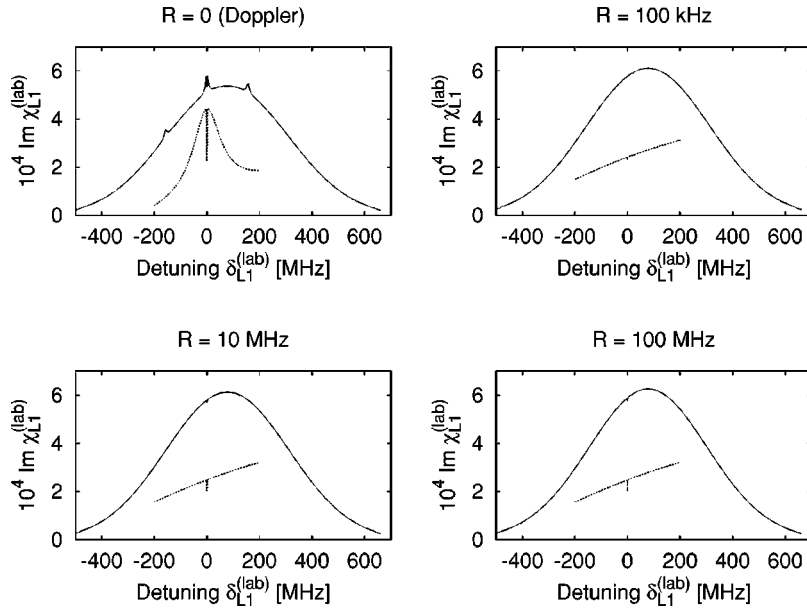 R = 0 (Doppler)
10⁴ Im χ_L1^(lab)
6
4
2
0
-400 -200 0 200 400 600
Detuning δ_L1^(lab) [MHz]
R = 100 kHz
10⁴ Im χ_L1^(lab)
6
4
2
0
-400 -200 0 200 400 600
Detuning δ_L1^(lab) [MHz]
R = 10 MHz
10⁴ Im χ_L1^(lab)
6
4
2
0
-400 -200 0 200 400 600
Detuning δ_L1^(lab) [MHz]
R = 100 MHz
10⁴ Im χ_L1^(lab)
6
4
2
0
-400 -200 0 200 400 600
Detuning δ_L1^(lab) [MHz]